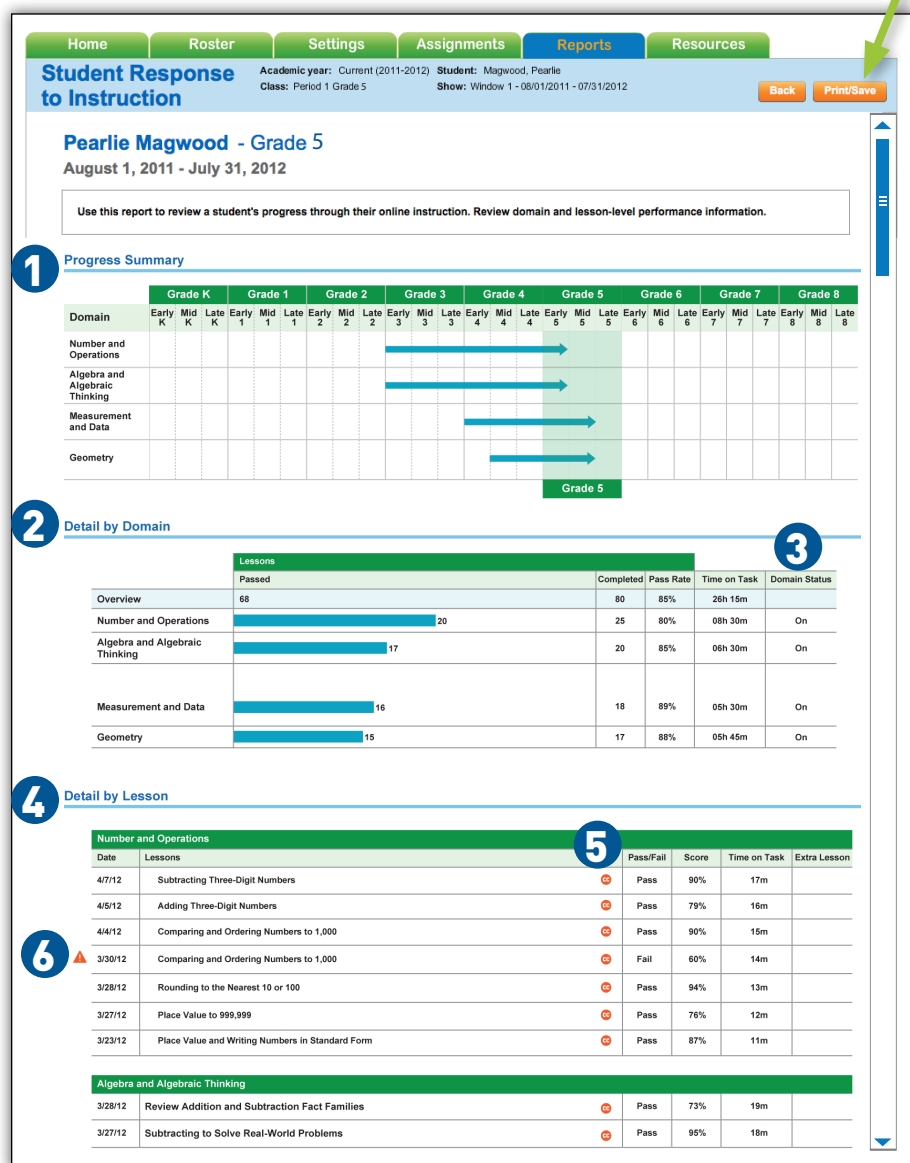 Home Roster Settings Assignments Reports Resources
Student Response
to Instruction
Academic year: Current (2011-2012) Student: Magwood, Pearlie
Class: Period 1 Grade 5 Show: Window 1 - 08/01/2011 - 07/31/2012
Back Print/Save
Pearlie Magwood - Grade 5
August 1, 2011 - July 31, 2012
Use this report to review a student's progress through their online instruction. Review domain and lesson-level performance information.
1 Progress Summary
Grade K Grade 1 Grade 2 Grade 3 Grade 4 Grade 5 Grade 6 Grade 7 Grade 8
Domain Early K Mid K Late K Early 1 Mid 1 Late 1 Early 2 Mid 2 Late 2 Early 3 Mid 3 Late 3 Early 4 Mid 4 Late 4 Early 5 Mid 5 Late 5 Early 6 Mid 6 Late 6 Early 7 Mid 7 Late 7 Early 8 Mid 8 Late 8
Number and
Operations
Algebra and
Algebraic
Thinking
Measurement
and Data
Geometry
Grade 5
2 Detail by Domain
3
Lessons
Passed Completed Pass Rate Time on Task Domain Status
Overview 68 80 85% 26h 15m
Number and Operations 20 25 80% 08h 30m On
Algebra and Algebraic
Thinking 17 20 85% 06h 30m On
Measurement and Data 16 18 89% 05h 30m On
Geometry 15 17 88% 05h 45m On
4 Detail by Lesson
Number and Operations
5
Date Lessons Pass/Fail Score Time on Task Extra Lesson
4/7/12 Subtracting Three-Digit Numbers cc Pass 90% 17m
4/5/12 Adding Three-Digit Numbers cc Pass 79% 16m
4/4/12 Comparing and Ordering Numbers to 1,000 cc Pass 90% 15m
6 ! 3/30/12 Comparing and Ordering Numbers to 1,000 cc Fail 60% 14m
3/28/12 Rounding to the Nearest 10 or 100 cc Pass 94% 13m
3/27/12 Place Value to 999,999 cc Pass 76% 12m
3/23/12 Place Value and Writing Numbers in Standard Form cc Pass 87% 11m
Algebra and Algebraic Thinking
3/28/12 Review Addition and Subtraction Fact Families cc Pass 73% 19m
3/27/12 Subtracting to Solve Real-World Problems cc Pass 95% 18m